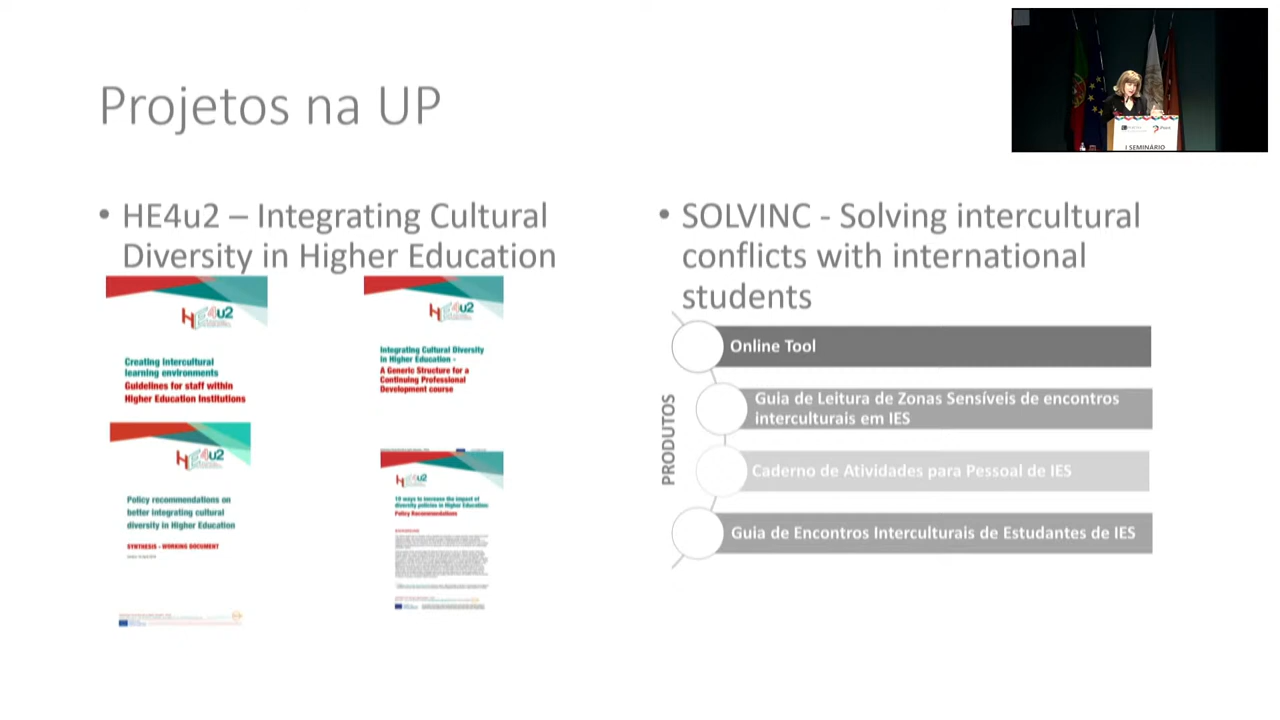 Projetos na UP
• HE4u2 – Integrating Cultural
Diversity in Higher Education
HE4u2
Creating intercultural
learning environments
Guidelines for staff within
Higher Education Institutions
HE4u2
Integrating Cultural Diversity
in Higher Education -
A Generic Structure for a
Continuing Professional
Development course
HE4u2
Policy recommendations on
better integrating cultural
diversity in Higher Education
SYNTHESIS - WORKING DOCUMENT
HE4u2
10 ways to increase the impact of
diversity policies in Higher Education
Policy Recommendations
• SOLVINC - Solving intercultural
conflicts with international
students
PRODUTOS
Online Tool
Guia de Leitura de Zonas Sensíveis de encontros
interculturais em IES
Caderno de Atividades para Pessoal de IES
Guia de Encontros Interculturais de Estudantes de IES
I SEMINÁRIO